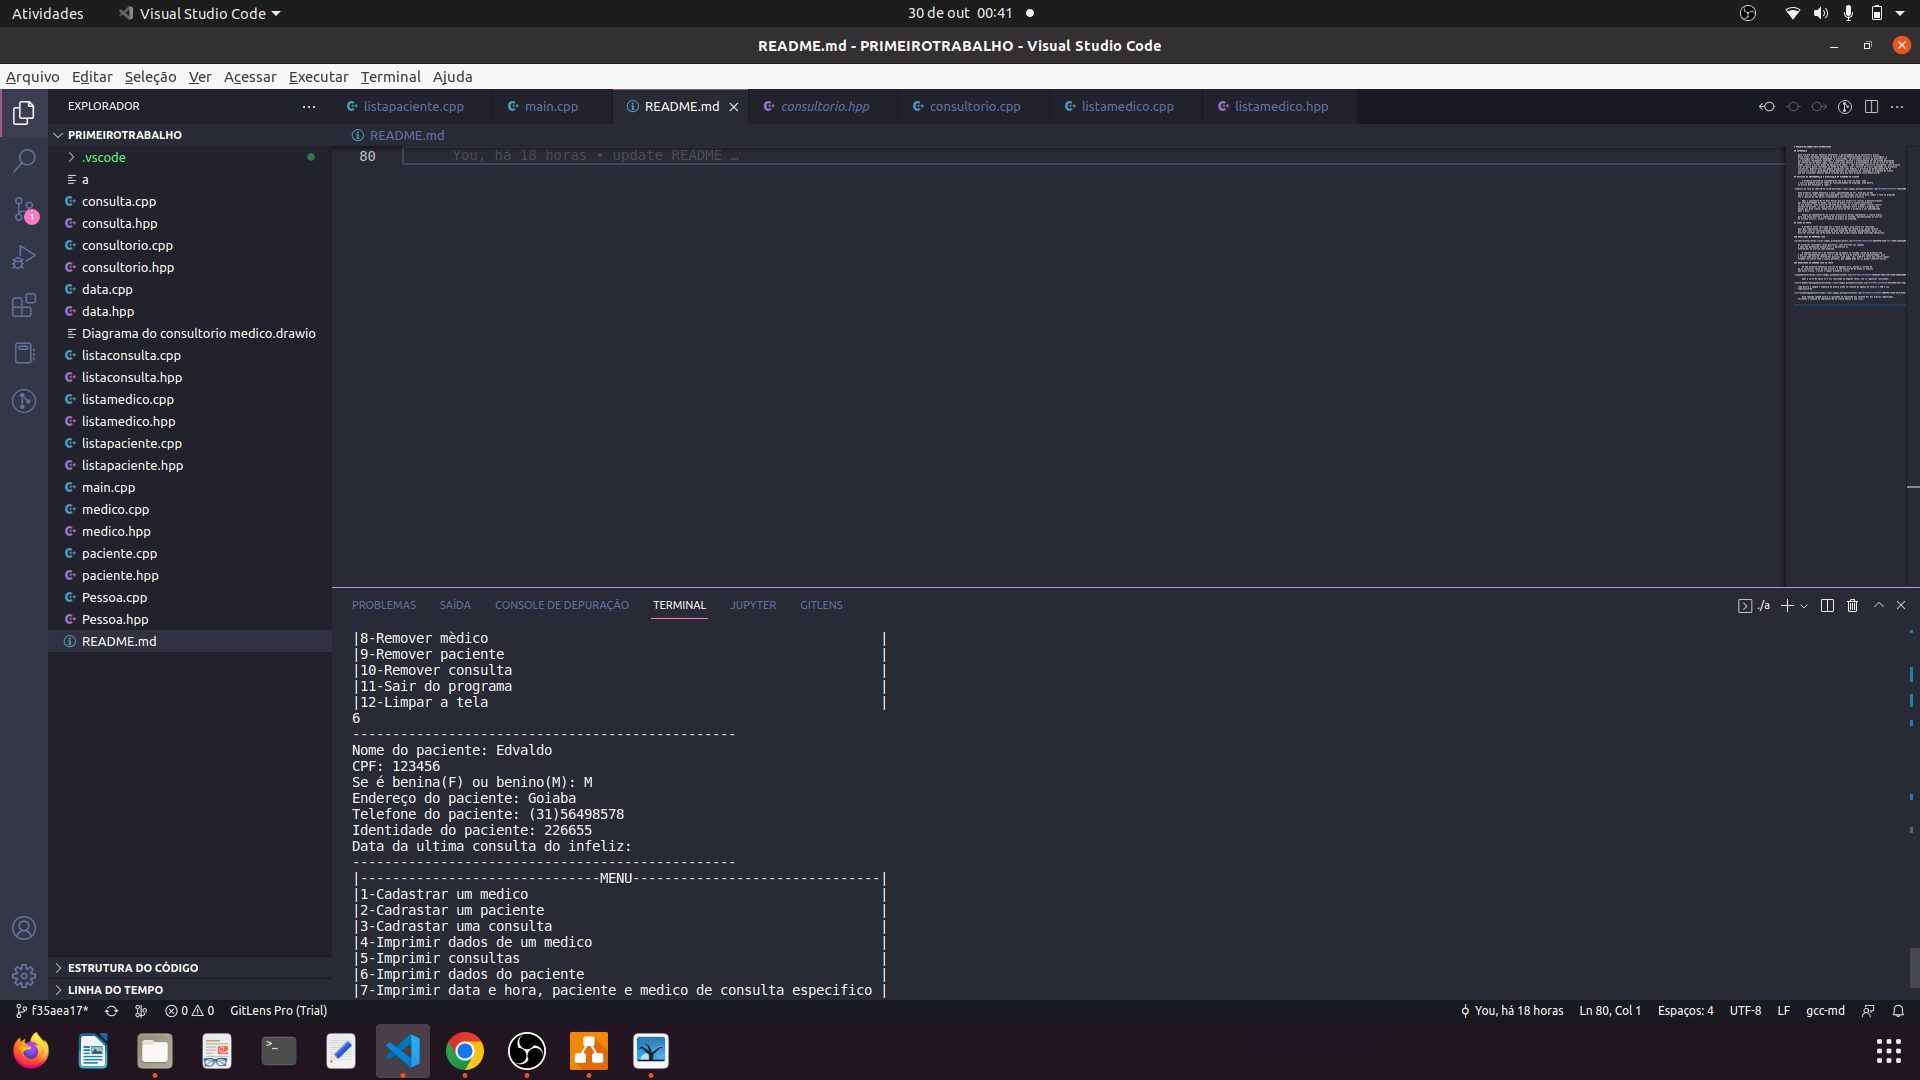 Atividades
Visual Studio Code
30 de out 00:41
README.md - PRIMEIROTRABALHO - Visual Studio Code
Arquivo Editar Seleção Ver Acessar Executar Terminal Ajuda
EXPLORADOR
listapaciente.cpp
main.cpp
README.md
consultorio.hpp
consultorio.cpp
listamedico.cpp
listamedico.hpp
PRIMEIROTRABALHO
.vscode
a
consulta.cpp
consulta.hpp
consultorio.cpp
consultorio.hpp
data.cpp
data.hpp
Diagrama do consultorio medico.drawio
listaconsulta.cpp
listaconsulta.hpp
listamedico.cpp
listamedico.hpp
listapaciente.cpp
listapaciente.hpp
main.cpp
medico.cpp
medico.hpp
paciente.cpp
paciente.hpp
Pessoa.cpp
Pessoa.hpp
README.md
ESTRUTURA DO CÓDIGO
LINHA DO TEMPO
1
README.md
80 You, há 18 horas • update README …
PROBLEMAS SAÍDA CONSOLE DE DEPURAÇÃO TERMINAL JUPYTER GITLENS
./a
|8-Remover mèdico |
|9-Remover paciente |
|10-Remover consulta |
|11-Sair do programa |
|12-Limpar a tela |
6
------------------------------------------------
Nome do paciente: Edvaldo
CPF: 123456
Se é benina(F) ou benino(M): M
Endereço do paciente: Goiaba
Telefone do paciente: (31)56498578
Identidade do paciente: 226655
Data da ultima consulta do infeliz:
------------------------------------------------
|------------------------------MENU-------------------------------|
|1-Cadastrar um medico |
|2-Cadrastar um paciente |
|3-Cadrastar uma consulta |
|4-Imprimir dados de um medico |
|5-Imprimir consultas |
|6-Imprimir dados do paciente |
|7-Imprimir data e hora, paciente e medico de consulta especifico |
f35aea17*
0 0
GitLens Pro (Trial)
You, há 18 horas
Ln 80, Col 1
Espaços: 4
UTF-8
LF
gcc-md